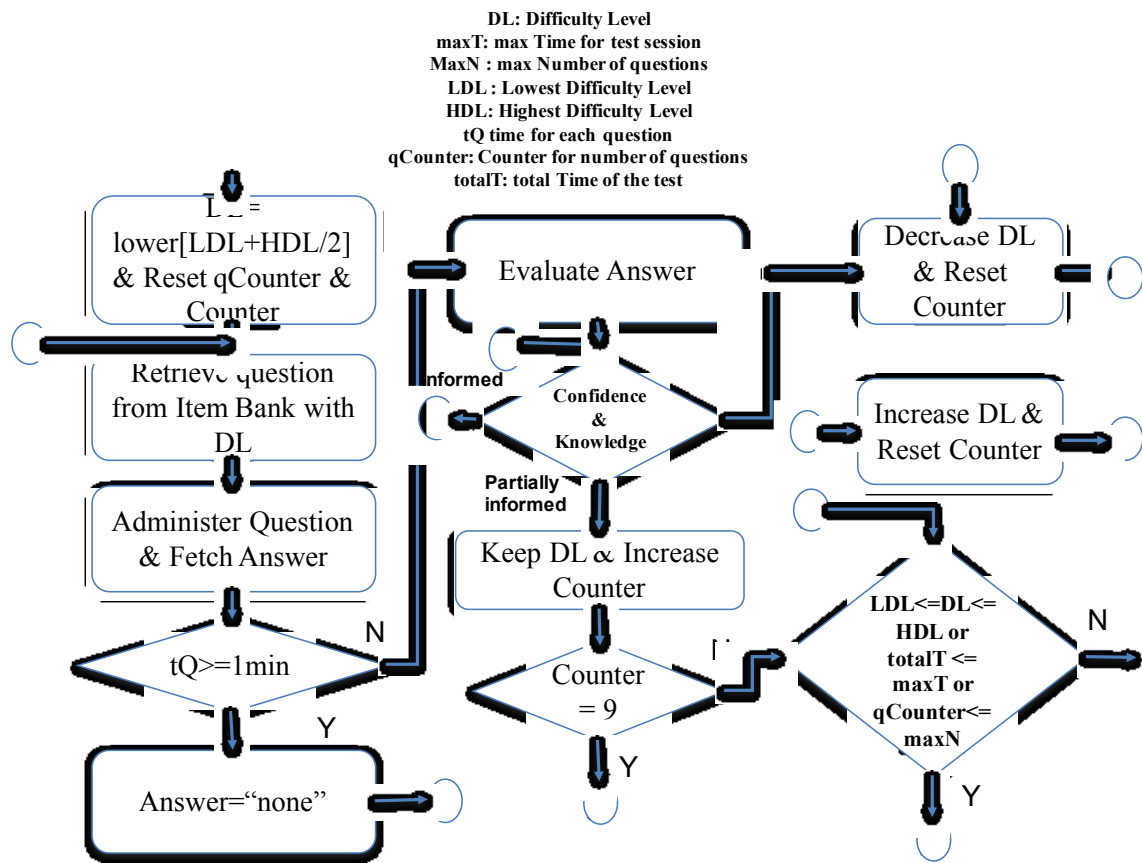 DL: Difficulty Level
maxT: max Time for test session
MaxN : max Number of questions
LDL : Lowest Difficulty Level
HDL: Highest Difficulty Level
tQ time for each question
qCounter: Counter for number of questions
totalT: total Time of the test
DL =
lower[LDL+HDL/2]
& Reset qCounter &
Counter
Retrieve question
from Item Bank with
DL
Administer Question
& Fetch Answer
tQ>=1min
N
Y
Answer=“none”
Evaluate Answer
informed
Confidence
&
Knowledge
Partially
informed
Keep DL & Increase
Counter
Counter
= 9
N
Y
Decrease DL
& Reset
Counter
Increase DL &
Reset Counter
LDL<=DL<=
HDL or
totalT <=
maxT or
qCounter<=
maxN
N
Y